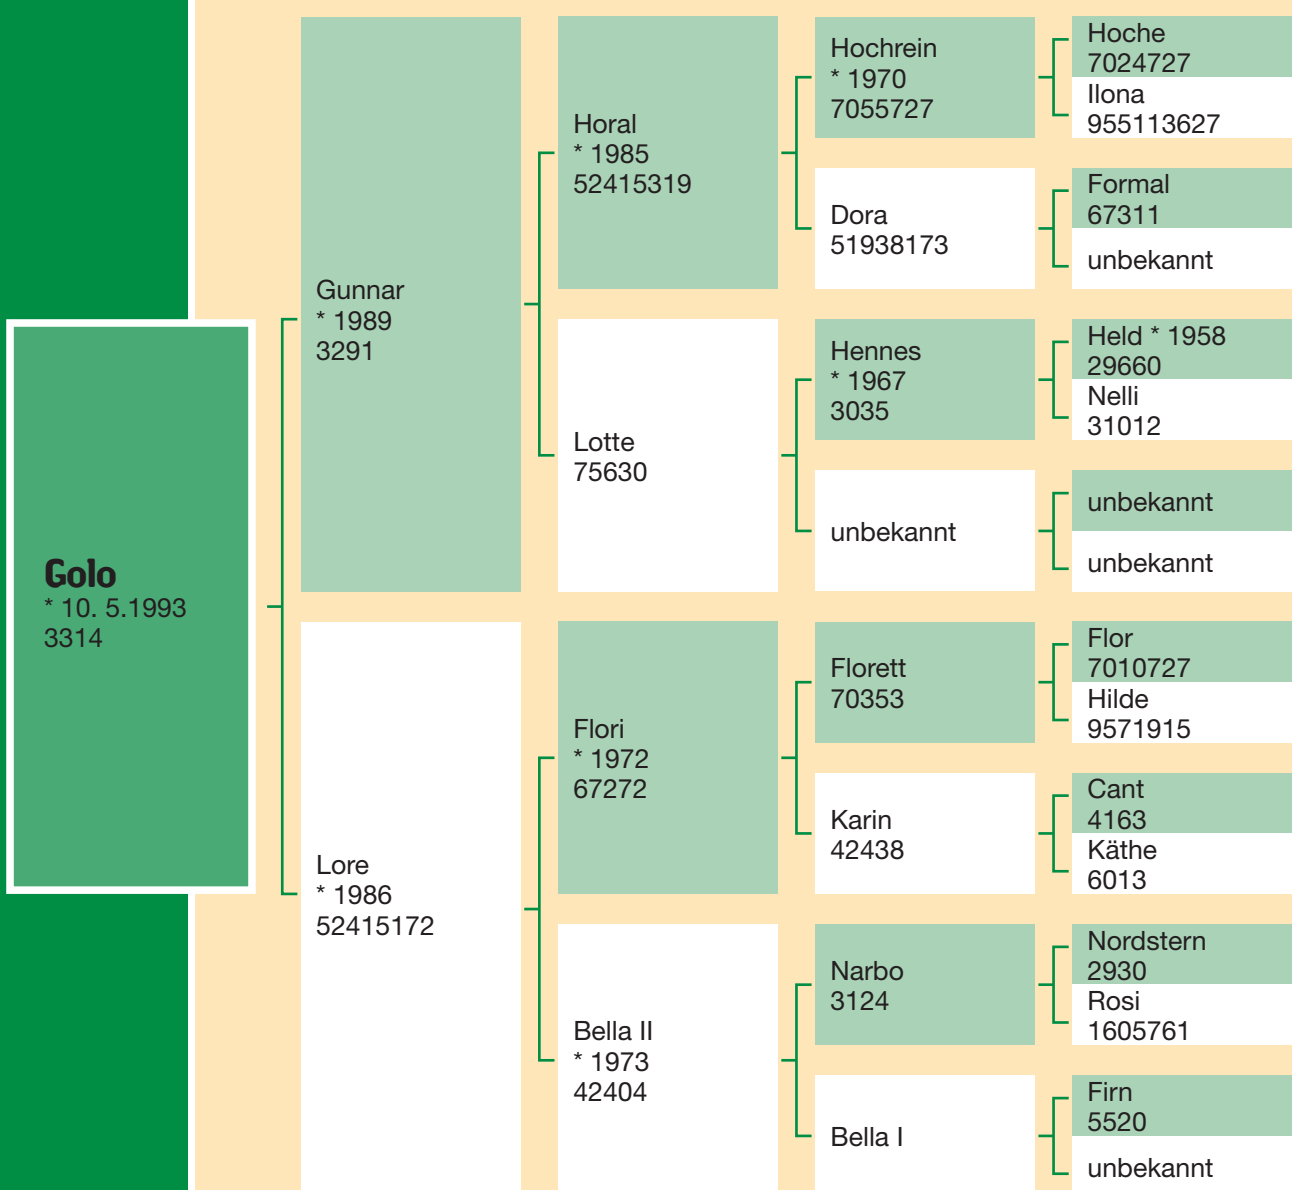 Golo
* 10. 5.1993
3314
Gunnar
* 1989
3291
Lore
* 1986
52415172
Horal
* 1985
52415319
Lotte
75630
Flori
* 1972
67272
Bella II
* 1973
42404
Hochrein
* 1970
7055727
Dora
51938173
Hennes
* 1967
3035
unbekannt
Florett
70353
Karin
42438
Narbo
3124
Bella I
Hoche
7024727
Ilona
955113627
Formal
67311
unbekannt
Held * 1958
29660
Nelli
31012
unbekannt
unbekannt
Flor
7010727
Hilde
9571915
Cant
4163
Käthe
6013
Nordstern
2930
Rosi
1605761
Firn
5520
unbekannt